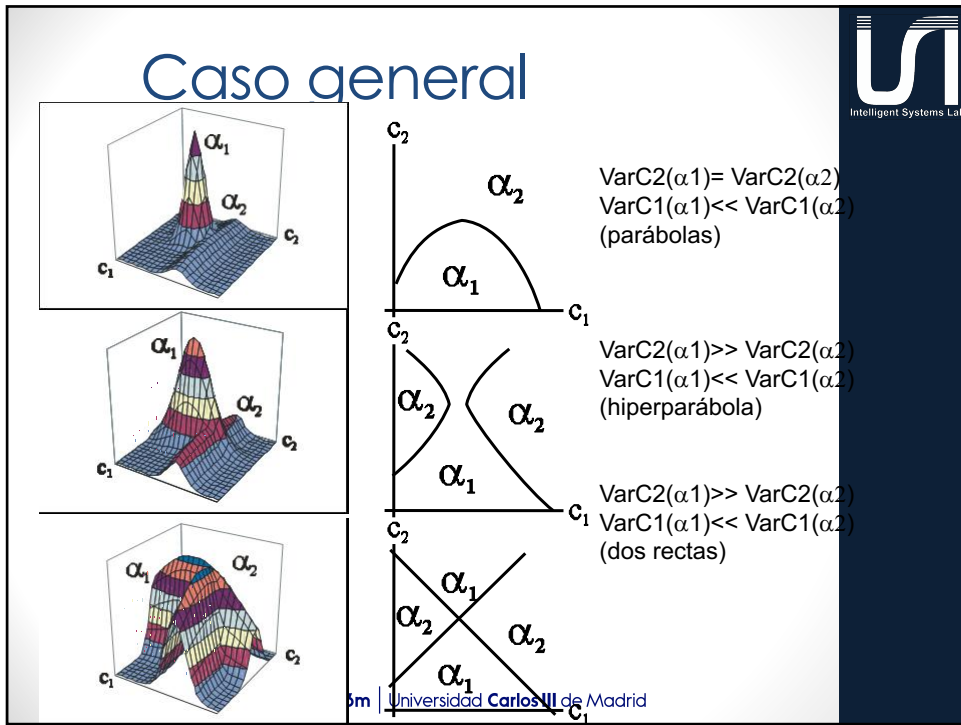 Caso general
Intelligent Systems Lab
α₁
α₂
c₁
c₂
c₂
α₂
α₁
c₁
VarC2(α1)= VarC2(α2)
VarC1(α1)<< VarC1(α2)
(parábolas)
α₁
α₂
c₁
c₂
c₂
α₂
α₂
α₁
c₁
VarC2(α1)>> VarC2(α2)
VarC1(α1)<< VarC1(α2)
(hiperparábola)
α₁
α₂
c₁
c₂
c₂
α₁
α₂
α₂
α₁
c₁
VarC2(α1)>> VarC2(α2)
VarC1(α1)<< VarC1(α2)
(dos rectas)
Universidad Carlos III de Madrid